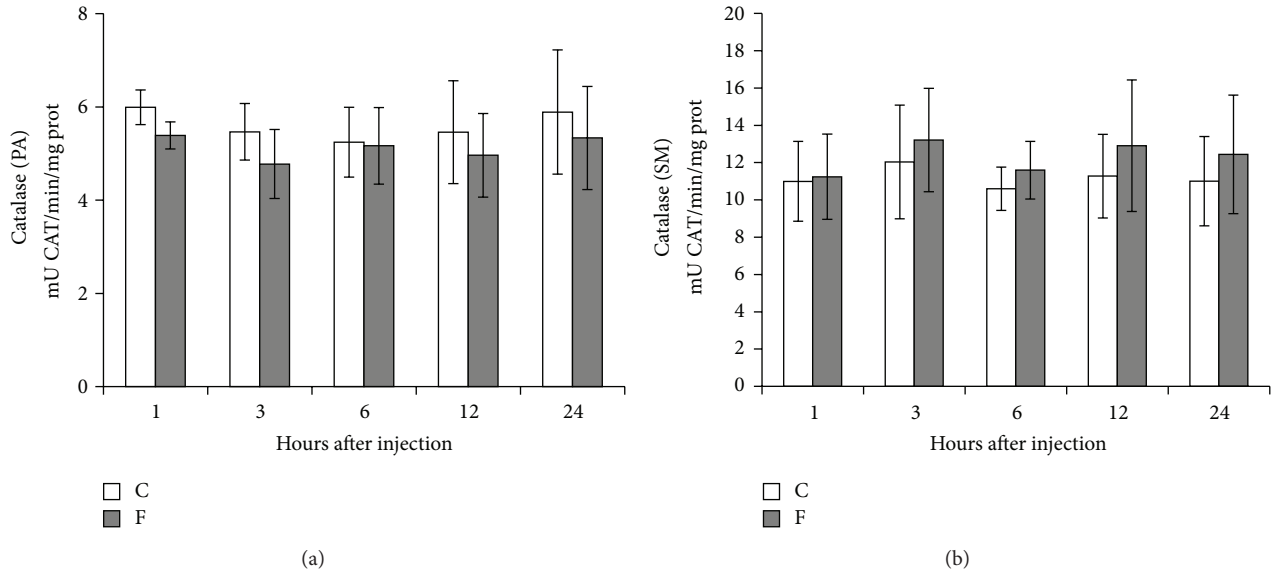 Catalase (PA)
mU CAT/min/mg prot
8
6
4
2
0
1 3 6 12 24
Hours after injection
C
F
(a)
Catalase (SM)
mU CAT/min/mg prot
20
18
16
14
12
10
8
6
4
2
0
1 3 6 12 24
Hours after injection
C
F
(b)